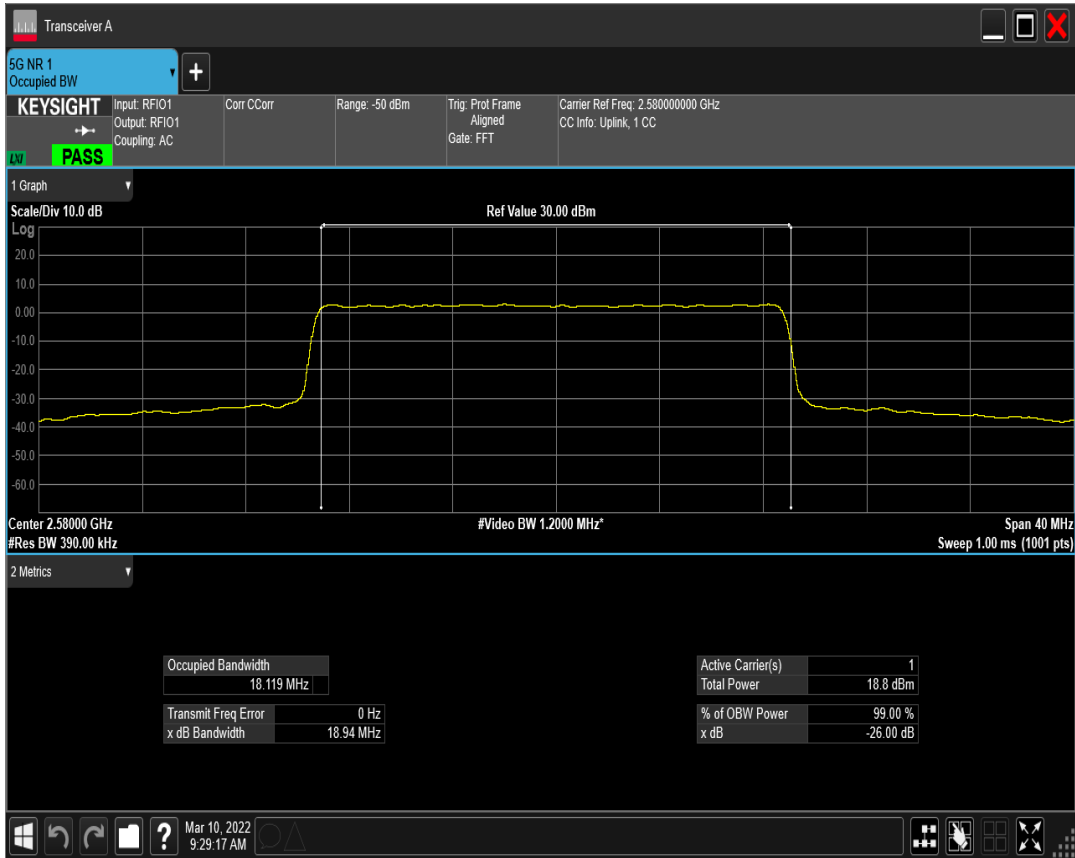 Transceiver A
5G NR 1
Occupied BW
+
KEYSIGHT
LXI
PASS
Input: RFIO1
Output: RFIO1
Coupling: AC
Corr CCorr
Range: -50 dBm
Trig: Prot Frame
Aligned
Gate: FFT
Carrier Ref Freq: 2.580000000 GHz
CC Info: Uplink, 1 CC
1 Graph
Scale/Div 10.0 dB
Ref Value 30.00 dBm
Log
20.0
10.0
0.00
-10.0
-20.0
-30.0
-40.0
-50.0
-60.0
Center 2.58000 GHz
#Video BW 1.2000 MHz*
Span 40 MHz
#Res BW 390.00 kHz
Sweep 1.00 ms (1001 pts)
2 Metrics
Occupied Bandwidth
18.119 MHz
Transmit Freq Error 0 Hz
x dB Bandwidth 18.94 MHz
Active Carrier(s) 1
Total Power 18.8 dBm
% of OBW Power 99.00 %
x dB -26.00 dB
?
Mar 10, 2022
9:29:17 AM